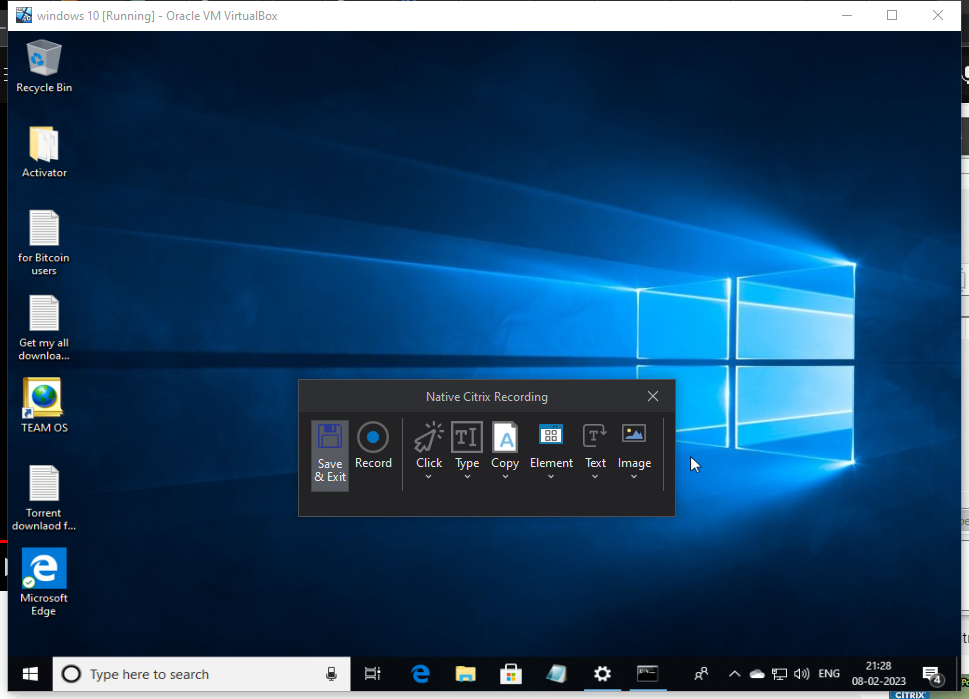 windows 10 [Running] - Oracle VM VirtualBox
Recycle Bin
Activator
for Bitcoin
users
Get my all
downloa...
TEAM OS
Torrent
downlaod f...
Microsoft
Edge
Native Citrix Recording
Save
& Exit
Record
Click
Type
Copy
Element
Text
Image
Type here to search
ENG
21:28
08-02-2023
4
CITRIX